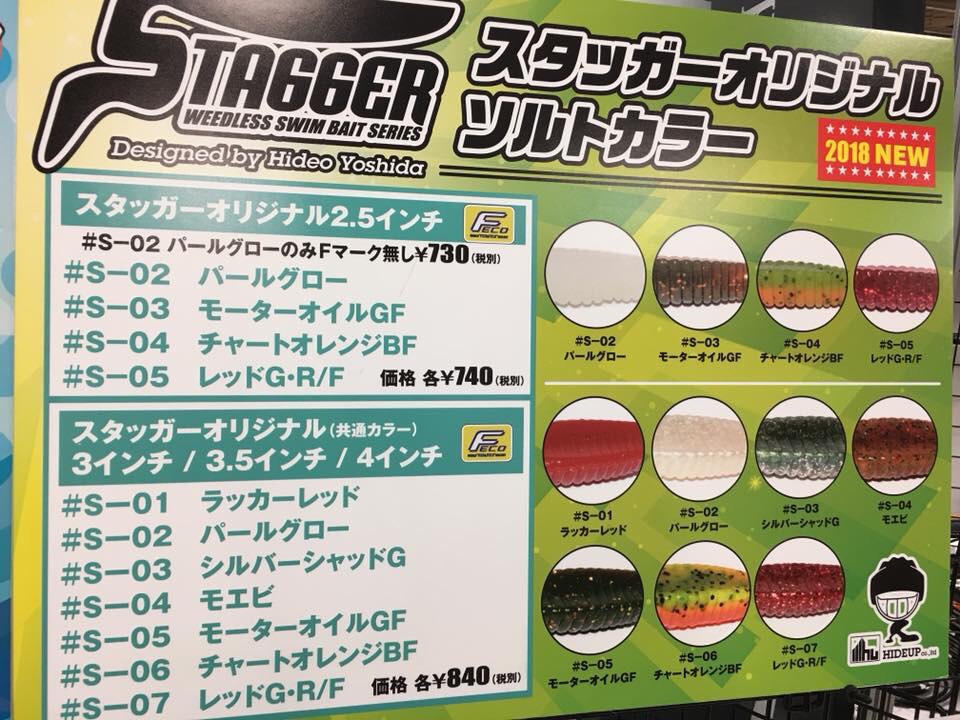 STAGGER
WEEDLESS SWIM BAIT SERIES
Designed by Hideo Yoshida
スタッガーオリジナル
ソルトカラー
2018 NEW
スタッガーオリジナル2.5インチ
FECO
#S-02 パールグローのみFマーク無し¥730(税別)
#S-02 パールグロー
#S-03 モーターオイルGF
#S-04 チャートオレンジBF
#S-05 レッドG・R/F 価格 各¥740(税別)
スタッガーオリジナル(共通カラー)
3インチ / 3.5インチ / 4インチ
FECO
#S-01 ラッカーレッド
#S-02 パールグロー
#S-03 シルバーシャッドG
#S-04 モエビ
#S-05 モーターオイルGF
#S-06 チャートオレンジBF
#S-07 レッドG・R/F 価格 各¥840(税別)
#S-02 #S-03 #S-04 #S-05
パールグロー モーターオイルGF チャートオレンジBF レッドG・R/F
#S-01 #S-02 #S-03 #S-04
ラッカーレッド パールグロー シルバーシャッドG モエビ
#S-05 #S-06 #S-07
モーターオイルGF チャートオレンジBF レッドG・R/F
HIDEUP co.,ltd